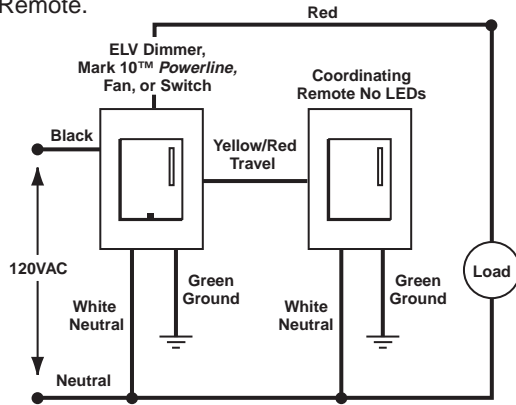 Remote.
Red
ELV Dimmer,
Mark 10™ Powerline,
Fan, or Switch
Coordinating
Remote No LEDs
Black
Yellow/Red
Travel
120VAC
Load
Green
Ground
White
Neutral
Green
Ground
White
Neutral
Neutral